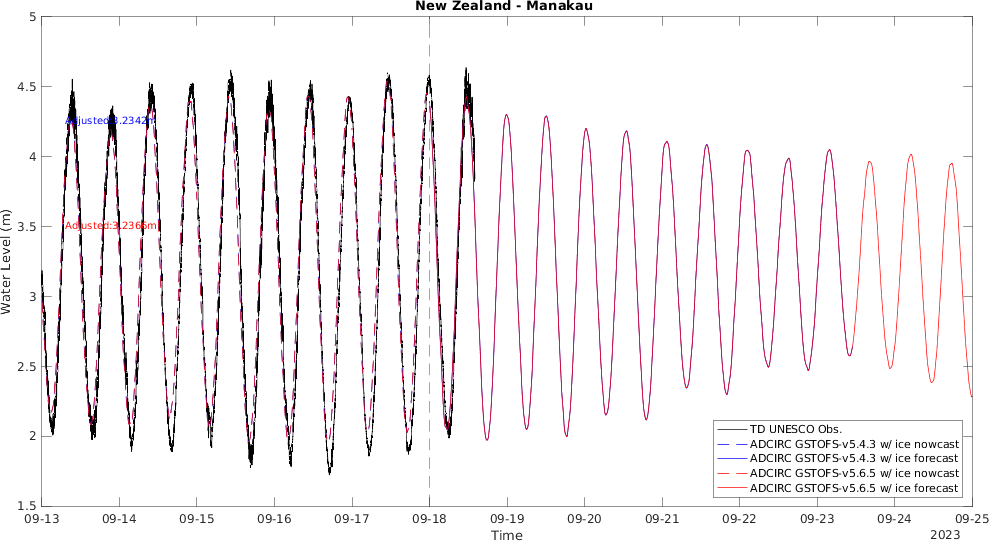 New Zealand - Manakau
5
4.5
4
3.5
3
2.5
2
1.5
Water Level (m)
Adjusted:3.2342m
Adjusted:3.2366m
TD UNESCO Obs.
ADCIRC GSTOFS-v5.4.3 w/ ice nowcast
ADCIRC GSTOFS-v5.4.3 w/ ice forecast
ADCIRC GSTOFS-v5.6.5 w/ ice nowcast
ADCIRC GSTOFS-v5.6.5 w/ ice forecast
09-13 09-14 09-15 09-16 09-17 09-18 09-19 09-20 09-21 09-22 09-23 09-24 09-25
Time
2023